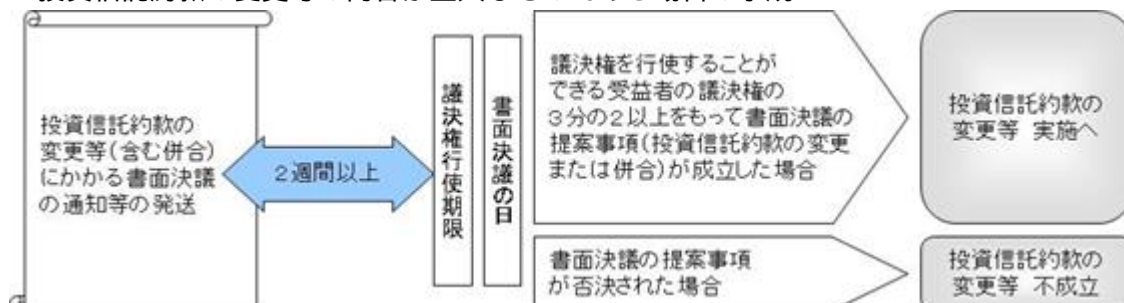 投資信託約款の
変更等(含む併合)
にかかる書面決議
の通知等の発送
2週間以上
議決権行使期限
書面決議の日
議決権を行使することが
できる受益者の議決権の
3分の2以上をもって書面決議の
提案事項(投資信託約款の変更
または併合)が成立した場合
投資信託約款の
変更等 実施へ
書面決議の提案事項
が否決された場合
投資信託約款の
変更等 不成立